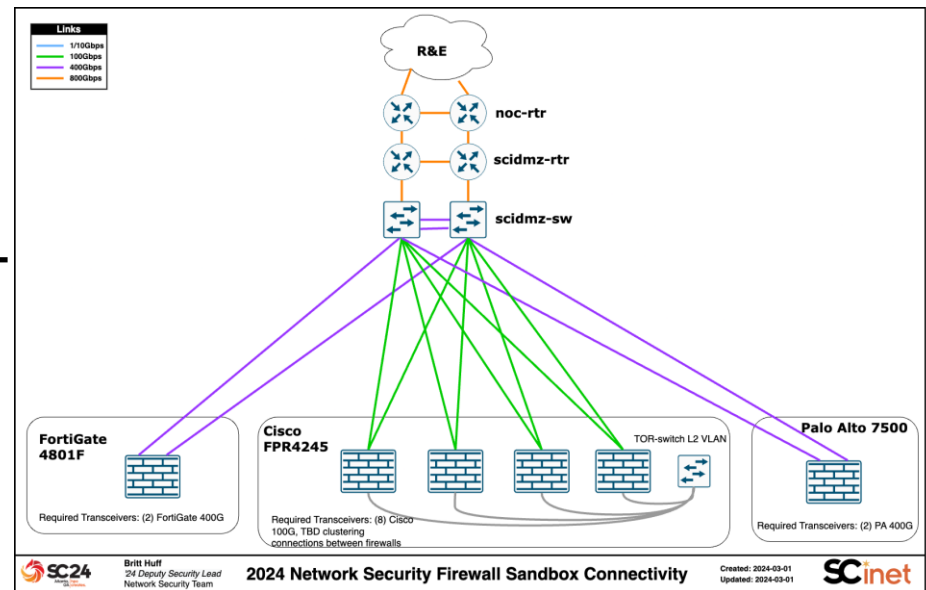 Links
1/10Gbps
100Gbps
400Gbps
800Gbps
R&E
noc-rtr
scidmz-rtr
scidmz-sw
FortiGate
4801F
Required Transceivers: (2) FortiGate 400G
Cisco
FPR4245
TOR-switch L2 VLAN
Required Transceivers: (8) Cisco
100G, TBD clustering
connections between firewalls
Palo Alto 7500
Required Transceivers: (2) PA 400G
SC24
Britt Huff
'24 Deputy Security Lead
Network Security Team
2024 Network Security Firewall Sandbox Connectivity
Created: 2024-03-01
Updated: 2024-03-01
SCinet